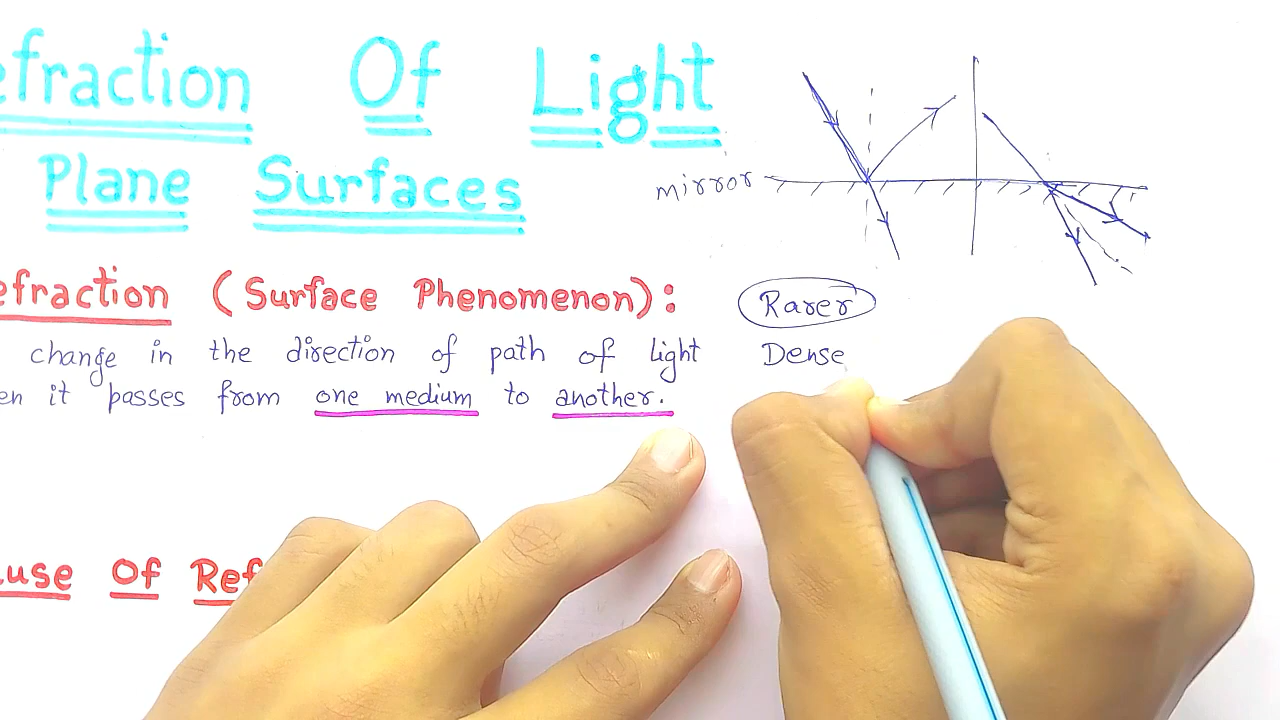 efraction Of Light
Plane Surfaces
mirror
efraction (Surface Phenomenon):
change in the direction of path of light
en it passes from one medium to another.
Rarer
Dense
use Of Ref